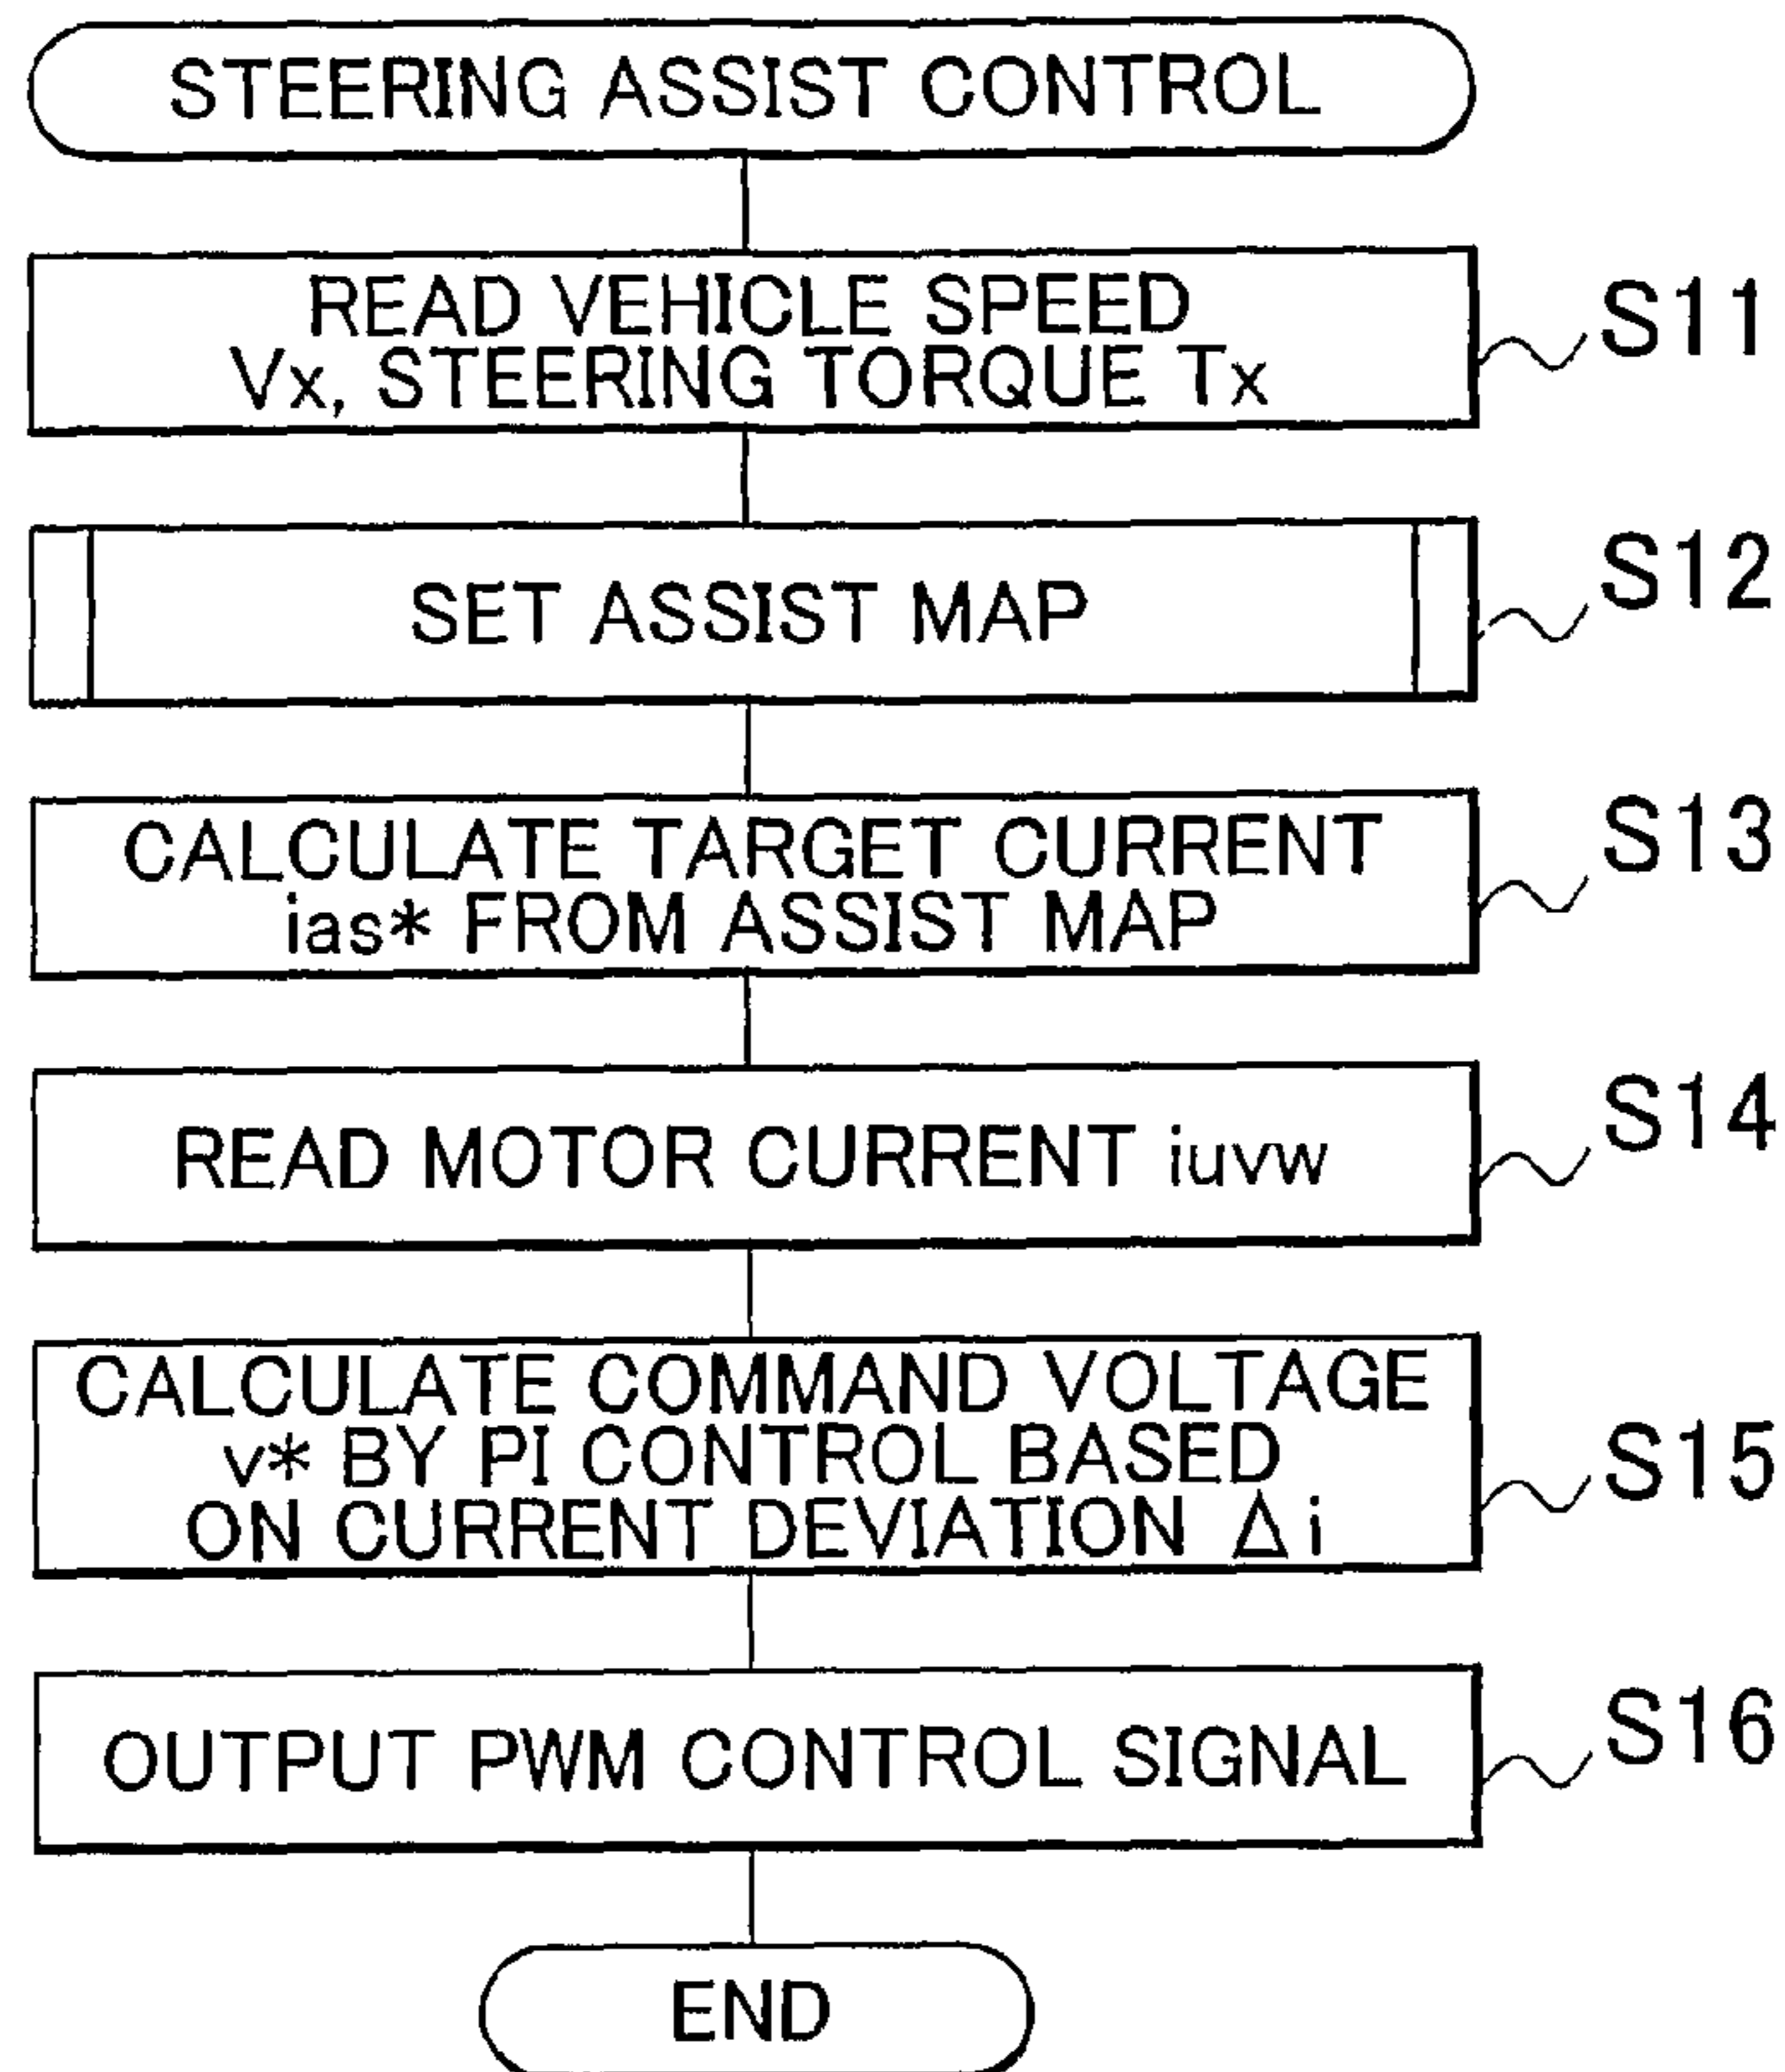 STEERING ASSIST CONTROL
READ VEHICLE SPEED
Vx, STEERING TORQUE Tx
S11
SET ASSIST MAP
S12
CALCULATE TARGET CURRENT
ias* FROM ASSIST MAP
S13
READ MOTOR CURRENT iuvw
S14
CALCULATE COMMAND VOLTAGE
v* BY PI CONTROL BASED
ON CURRENT DEVIATION Δi
S15
OUTPUT PWM CONTROL SIGNAL
S16
END